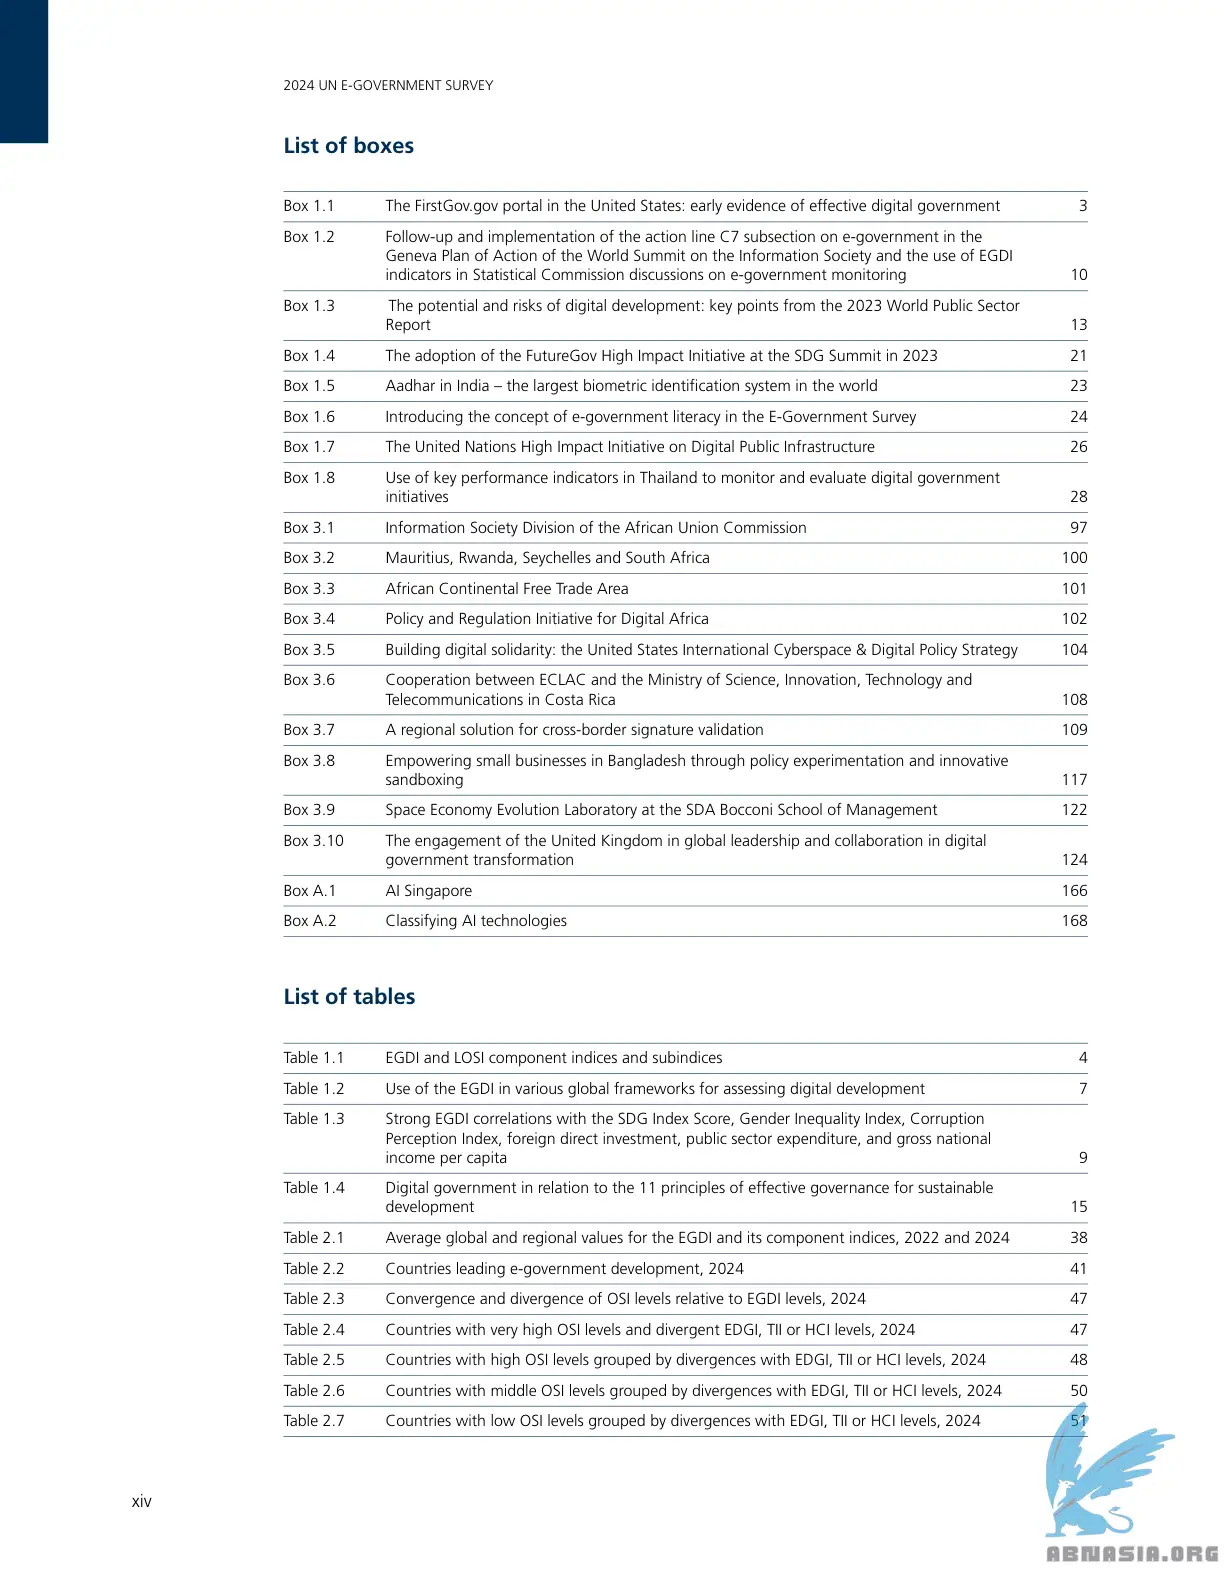 2024 UN E-GOVERNMENT SURVEY
List of boxes
Box 1.1 The FirstGov.gov portal in the United States: early evidence of effective digital government 3
Box 1.2 Follow-up and implementation of the action line C7 subsection on e-government in the
Geneva Plan of Action of the World Summit on the Information Society and the use of EGDI
indicators in Statistical Commission discussions on e-government monitoring 10
Box 1.3 The potential and risks of digital development: key points from the 2023 World Public Sector
Report 13
Box 1.4 The adoption of the FutureGov High Impact Initiative at the SDG Summit in 2023 21
Box 1.5 Aadhar in India – the largest biometric identification system in the world 23
Box 1.6 Introducing the concept of e-government literacy in the E-Government Survey 24
Box 1.7 The United Nations High Impact Initiative on Digital Public Infrastructure 26
Box 1.8 Use of key performance indicators in Thailand to monitor and evaluate digital government
initiatives 28
Box 3.1 Information Society Division of the African Union Commission 97
Box 3.2 Mauritius, Rwanda, Seychelles and South Africa 100
Box 3.3 African Continental Free Trade Area 101
Box 3.4 Policy and Regulation Initiative for Digital Africa 102
Box 3.5 Building digital solidarity: the United States International Cyberspace & Digital Policy Strategy 104
Box 3.6 Cooperation between ECLAC and the Ministry of Science, Innovation, Technology and
Telecommunications in Costa Rica 108
Box 3.7 A regional solution for cross-border signature validation 109
Box 3.8 Empowering small businesses in Bangladesh through policy experimentation and innovative
sandboxing 117
Box 3.9 Space Economy Evolution Laboratory at the SDA Bocconi School of Management 122
Box 3.10 The engagement of the United Kingdom in global leadership and collaboration in digital
government transformation 124
Box A.1 AI Singapore 166
Box A.2 Classifying AI technologies 168
List of tables
Table 1.1 EGDI and LOSI component indices and subindices 4
Table 1.2 Use of the EGDI in various global frameworks for assessing digital development 7
Table 1.3 Strong EGDI correlations with the SDG Index Score, Gender Inequality Index, Corruption
Perception Index, foreign direct investment, public sector expenditure, and gross national
income per capita 9
Table 1.4 Digital government in relation to the 11 principles of effective governance for sustainable
development 15
Table 2.1 Average global and regional values for the EGDI and its component indices, 2022 and 2024 38
Table 2.2 Countries leading e-government development, 2024 41
Table 2.3 Convergence and divergence of OSI levels relative to EGDI levels, 2024 47
Table 2.4 Countries with very high OSI levels and divergent EDGI, TII or HCI levels, 2024 47
Table 2.5 Countries with high OSI levels grouped by divergences with EDGI, TII or HCI levels, 2024 48
Table 2.6 Countries with middle OSI levels grouped by divergences with EDGI, TII or HCI levels, 2024 50
Table 2.7 Countries with low OSI levels grouped by divergences with EDGI, TII or HCI levels, 2024 51
xiv
ABNASIA.ORG